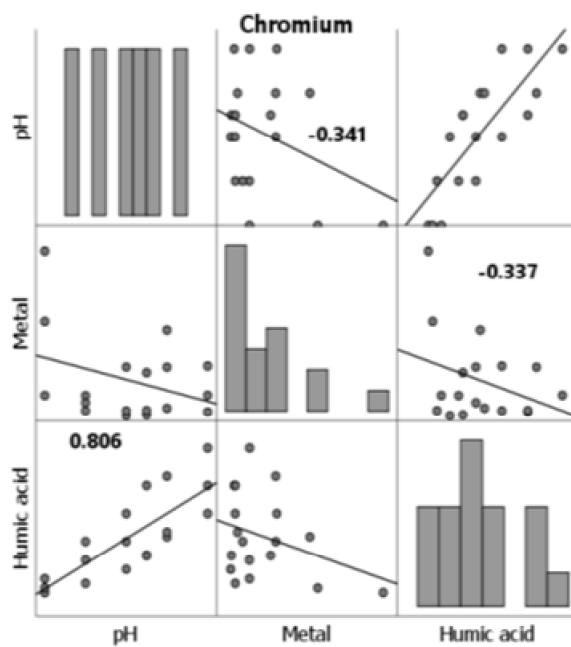 Chromium
pH
-0.341
Metal
-0.337
Humic acid
0.806
pH
Metal
Humic acid